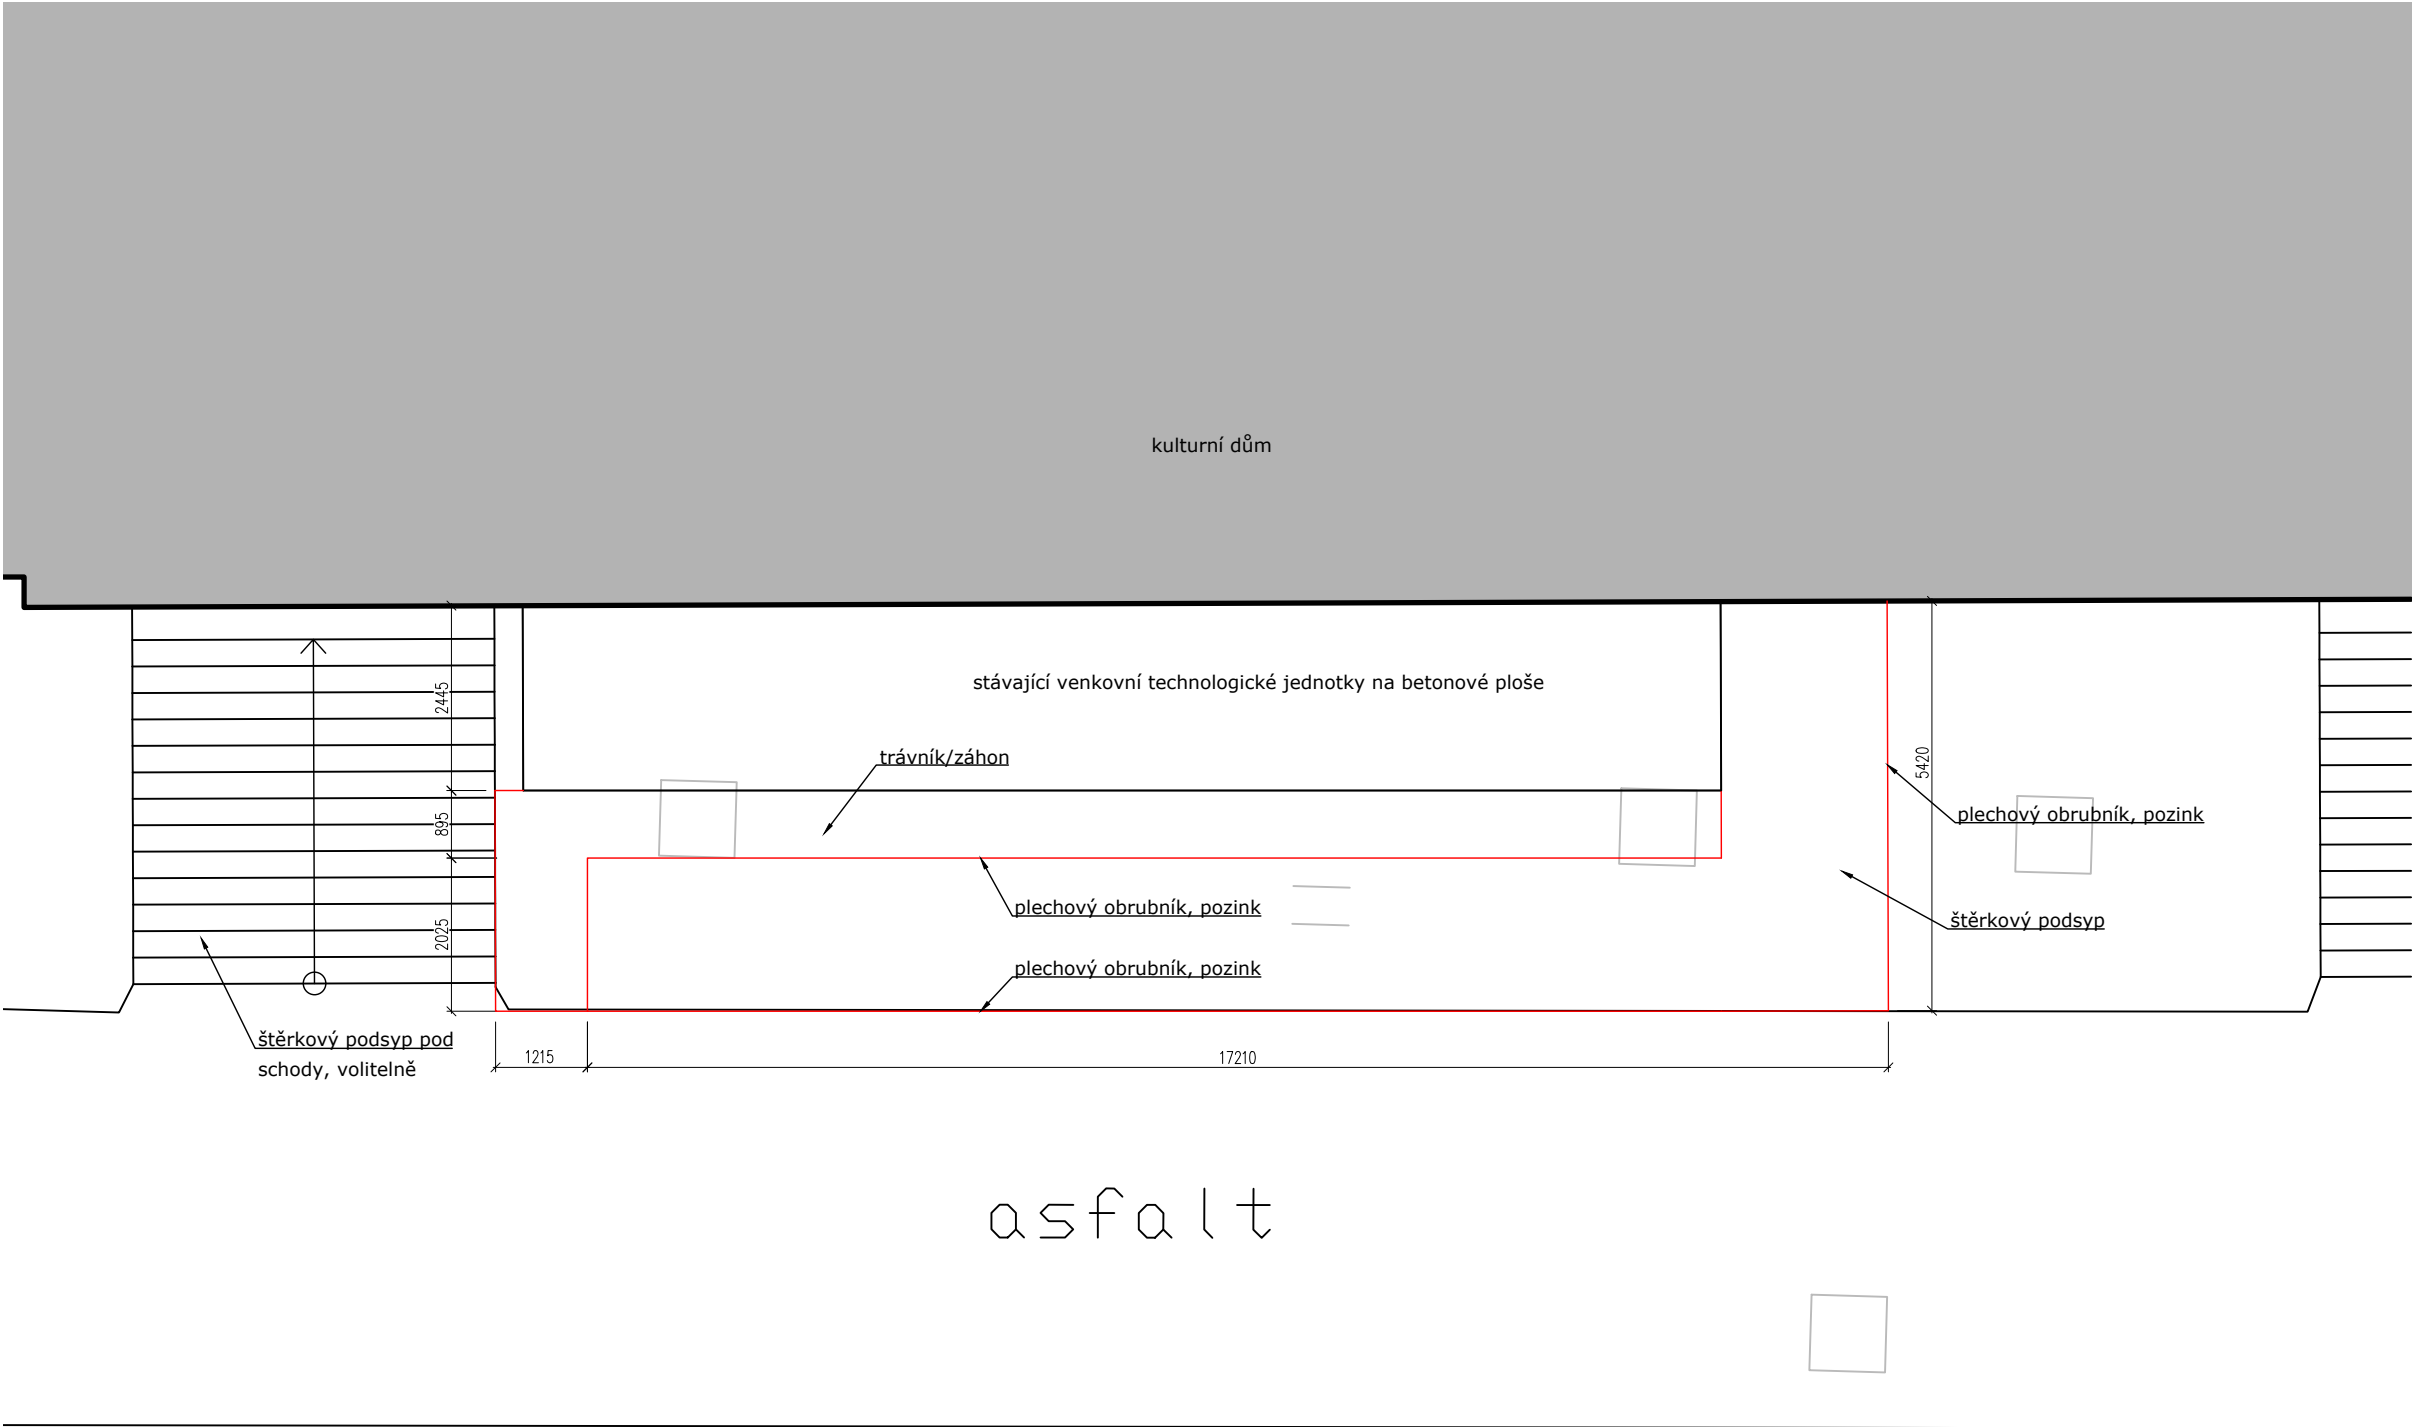 kulturní dům
stávající venkovní technologické jednotky na betonové ploše
2445
trávník/záhon
5420
plechový obrubník, pozink
895
plechový obrubník, pozink
štěrkový podsyp
2025
plechový obrubník, pozink
štěrkový podsyp pod
schody, volitelně
1215
17210
asfalt